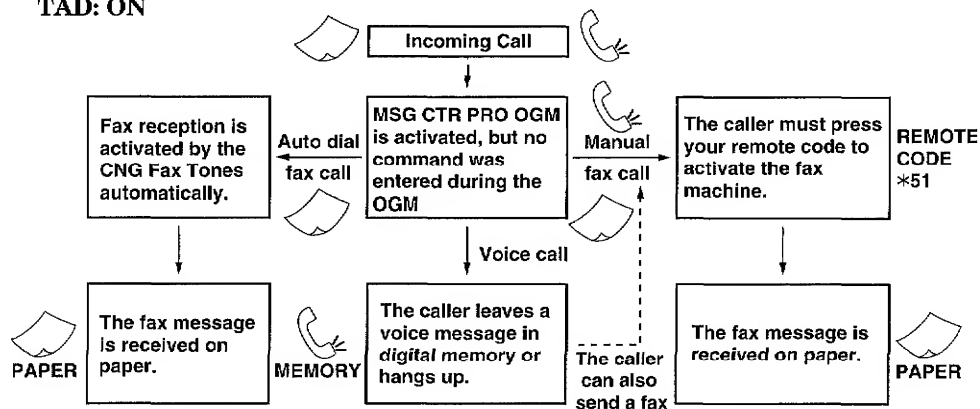 TAD: ON
Incoming Call
Fax reception is
activated by the
CNG Fax Tones
automatically.
Auto dial
fax call
MSG CTR PRO OGM
is activated, but no
command was
entered during the
OGM
Manual
fax call
The caller must press
your remote code to
activate the fax
machine.
REMOTE
CODE
*51
Voice call
PAPER
The fax message
is received on
paper.
MEMORY
The caller leaves a
voice message in
digital memory or
hangs up.
The caller
can also
send a fax
The fax message is
received on paper.
PAPER